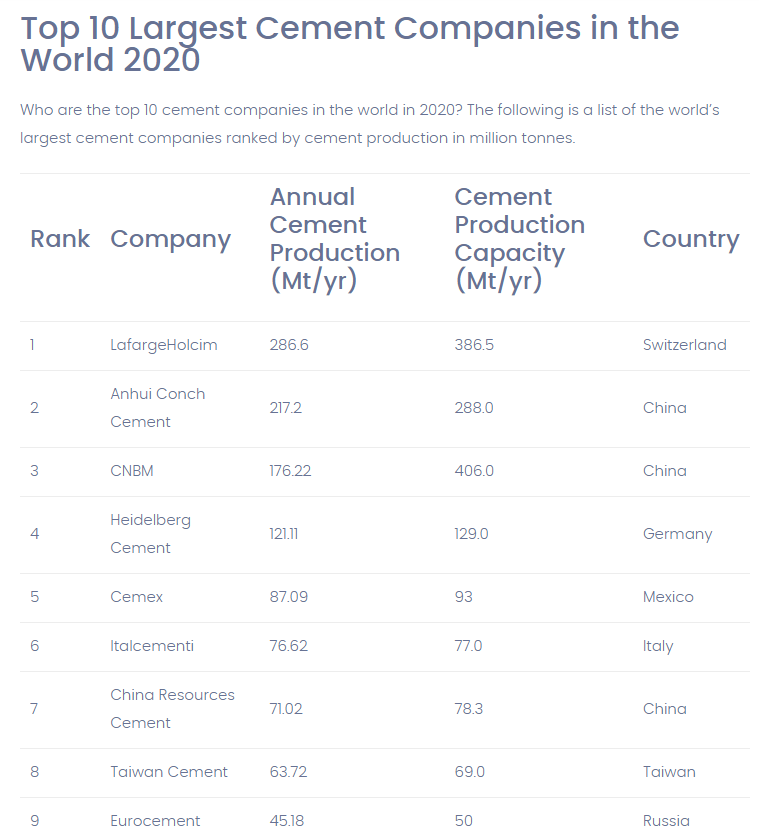 Top 10 Largest Cement Companies in the
World 2020
Who are the top 10 cement companies in the world in 2020? The following is a list of the world’s
largest cement companies ranked by cement production in million tonnes.
Rank Company Annual Cement Production (Mt/yr) Cement Production Capacity (Mt/yr) Country
1 LafargeHolcim 286.6 386.5 Switzerland
2 Anhui Conch Cement 217.2 288.0 China
3 CNBM 176.22 406.0 China
4 Heidelberg Cement 121.11 129.0 Germany
5 Cemex 87.09 93 Mexico
6 Italcementi 76.62 77.0 Italy
7 China Resources Cement 71.02 78.3 China
8 Taiwan Cement 63.72 69.0 Taiwan
9 Eurocement 45.18 50 Russia